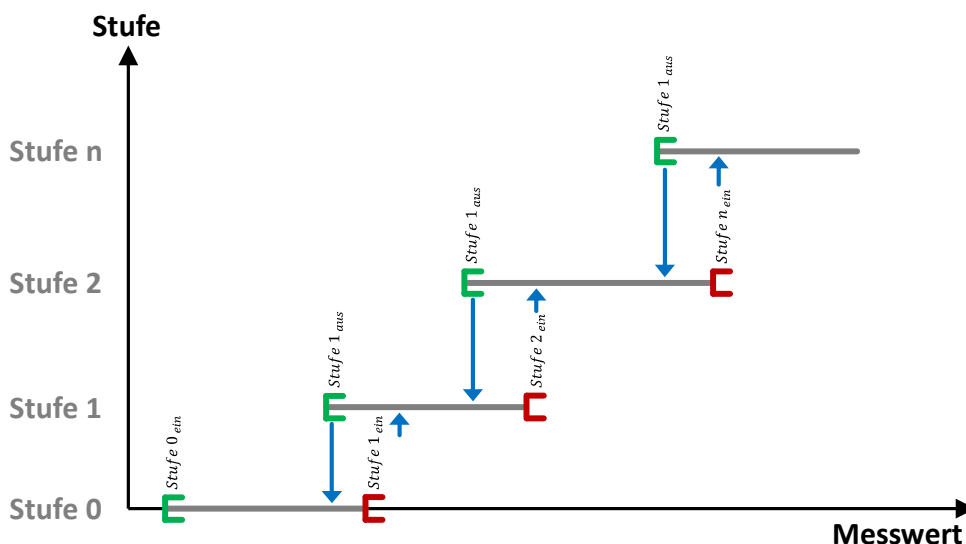 Stufe
Stufe n
Stufe 1 aus
Stufe n ein
Stufe 2
Stufe 1 aus
Stufe 2 ein
Stufe 1
Stufe 1 aus
Stufe 1 ein
Stufe 0
Stufe 0 ein
Messwert